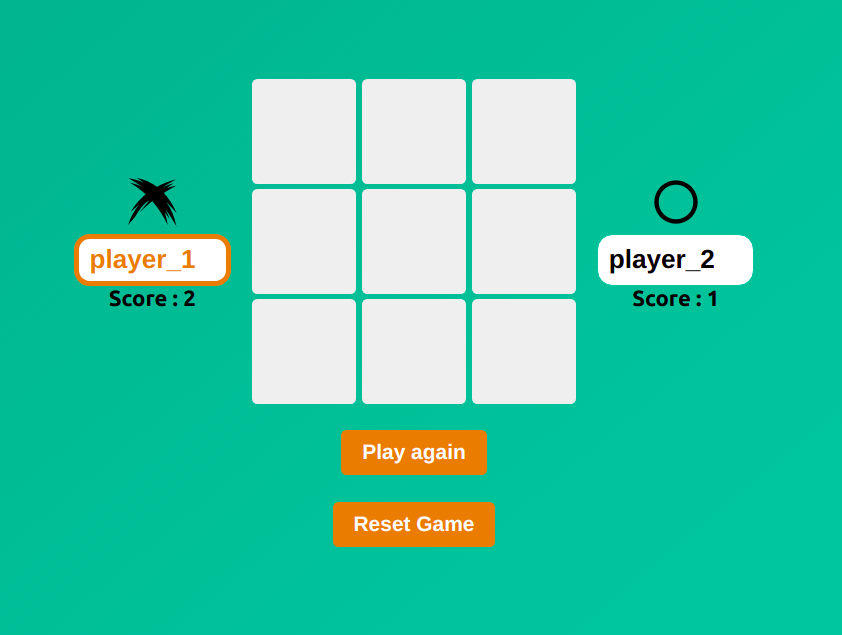 player_1
Score : 2
player_2
Score : 1
Play again
Reset Game